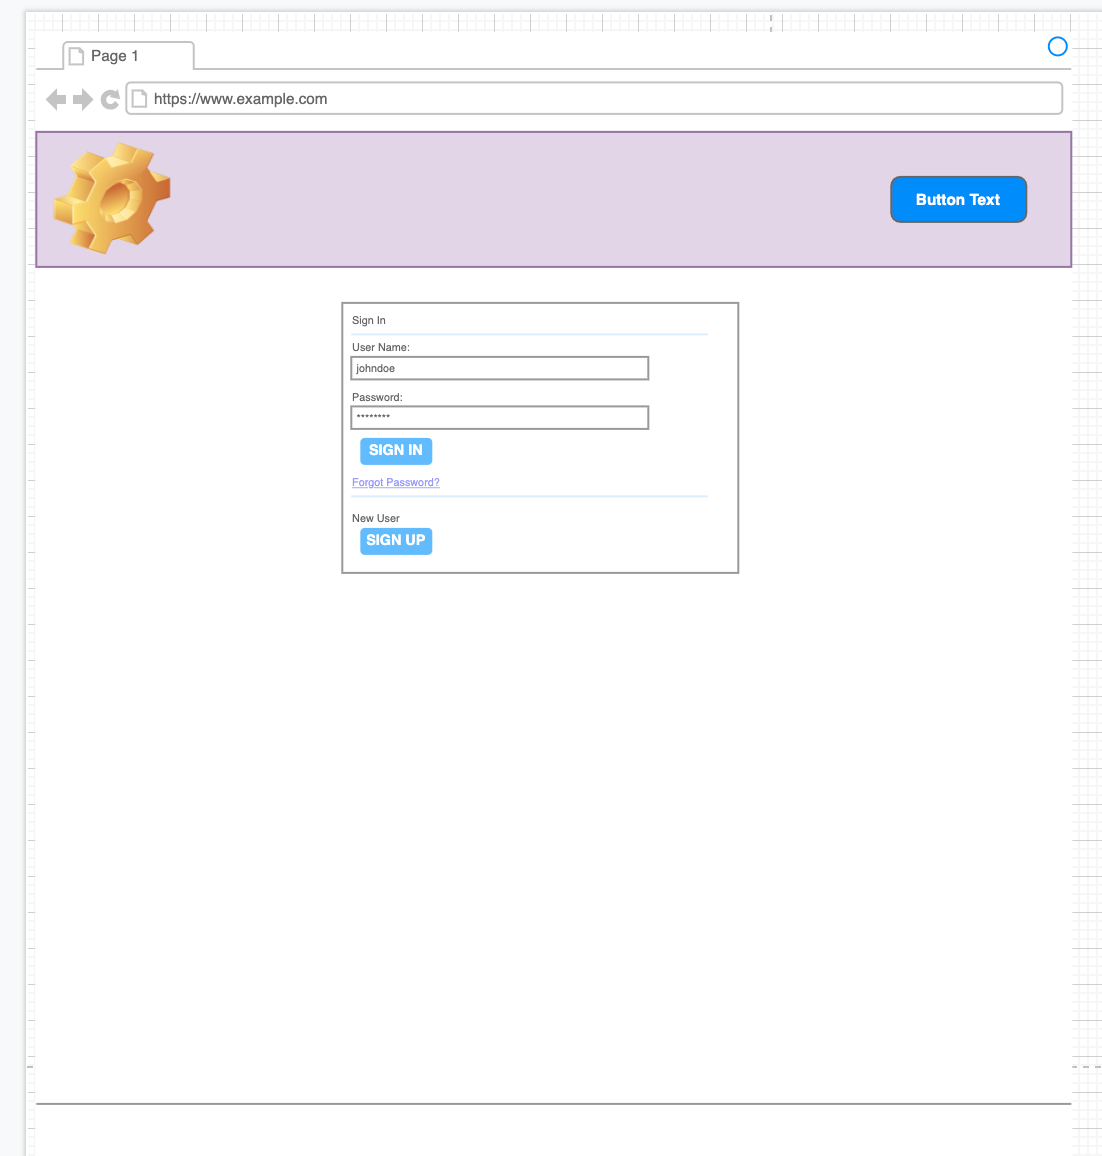 Page 1
https://www.example.com
Button Text
Sign In
User Name:
johndoe
Password:
********
SIGN IN
Forgot Password?
New User
SIGN UP